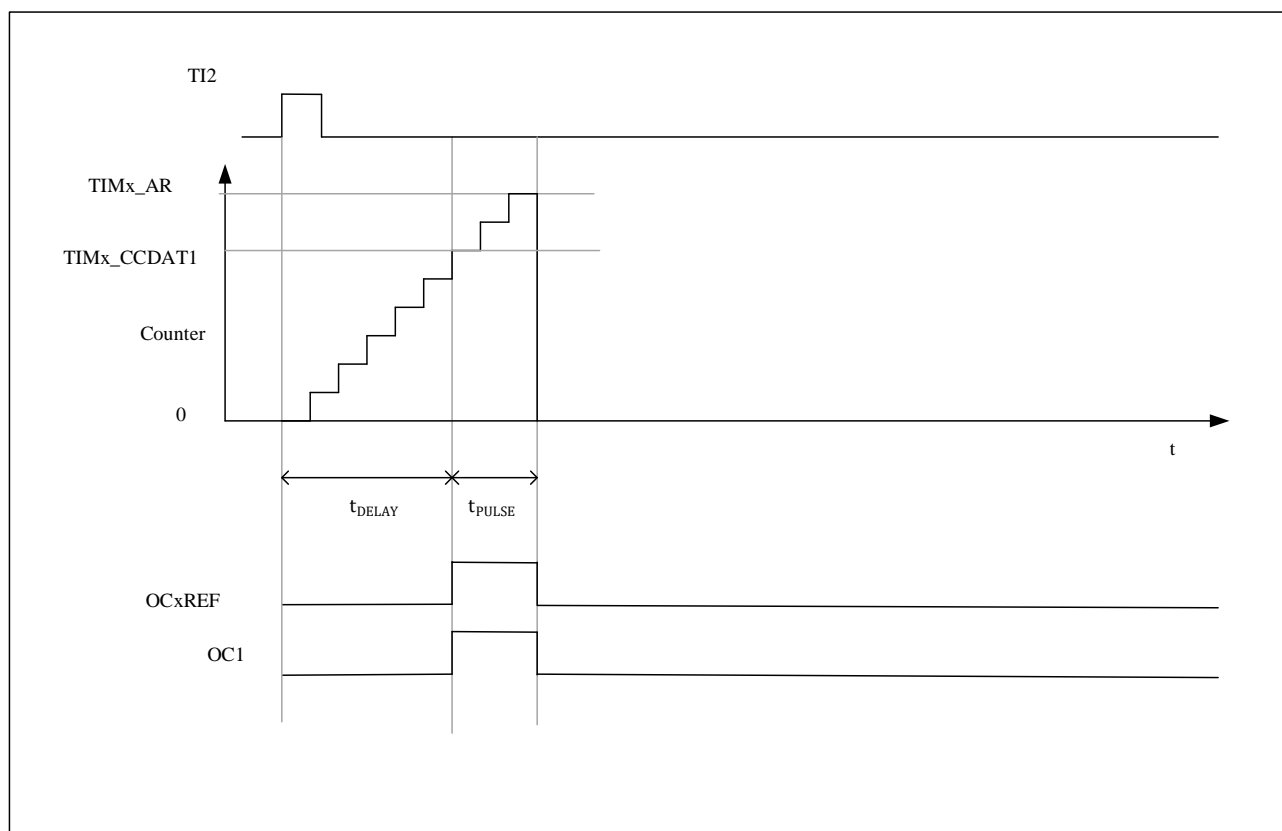 TI2
TIMx_AR
TIMx_CCDAT1
Counter
0
t
tDELAY
tPULSE
OCxREF
OC1